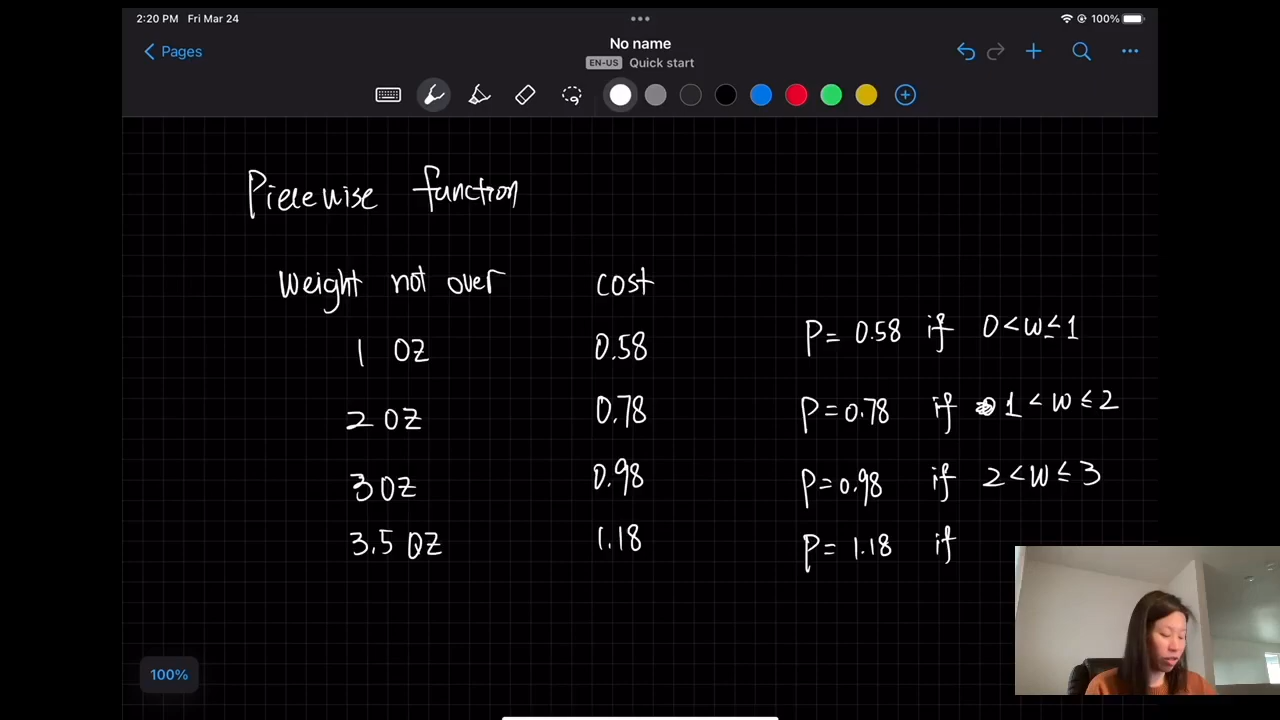 2:20 PM Fri Mar 24 100%
No name
Pages
EN-US Quick start
Piecewise function
Weight not over cost
1 OZ 0.58 P = 0.58 if 0 < w ≤ 1
2 OZ 0.78 P = 0.78 if 1 < w ≤ 2
3 OZ 0.98 P = 0.98 if 2 < w ≤ 3
3.5 OZ 1.18 P = 1.18 if
100%